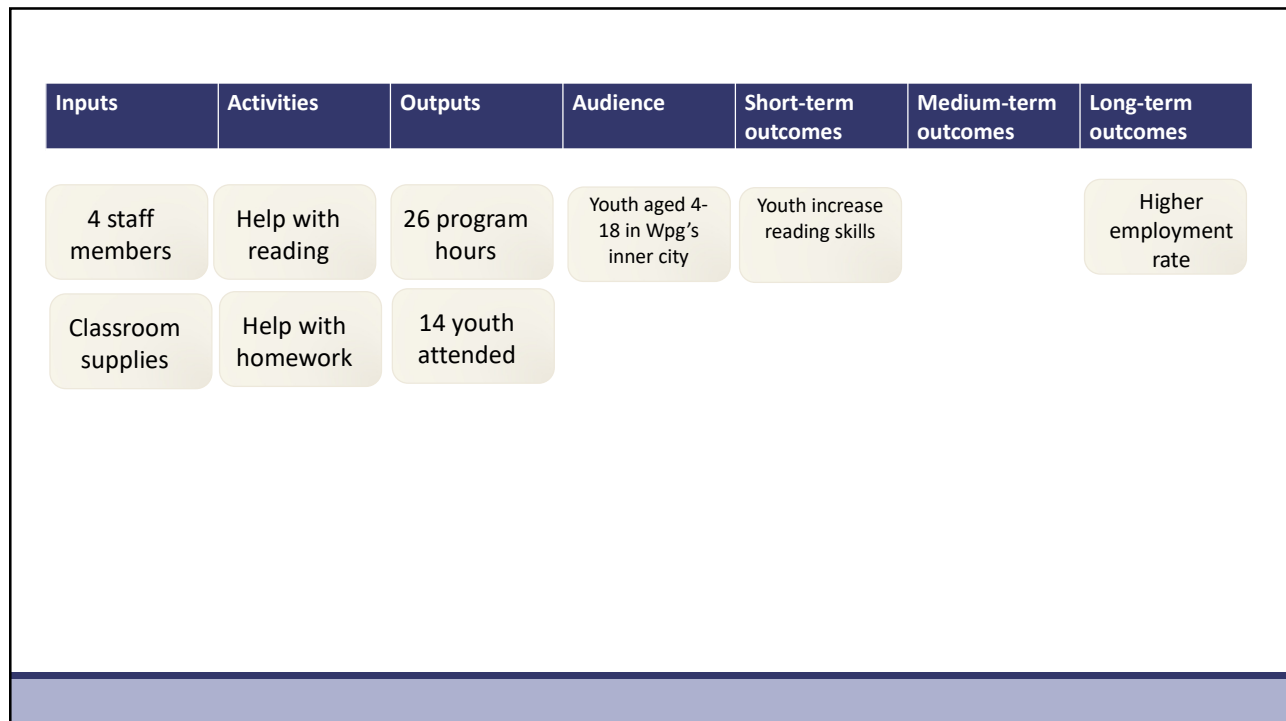 Inputs
Activities
Outputs
Audience
Short-term
outcomes
Medium-term
outcomes
Long-term
outcomes
4 staff
members
Help with
reading
26 program
hours
Youth aged 4-
18 in Wpg’s
inner city
Youth increase
reading skills
Higher
employment
rate
Classroom
supplies
Help with
homework
14 youth
attended